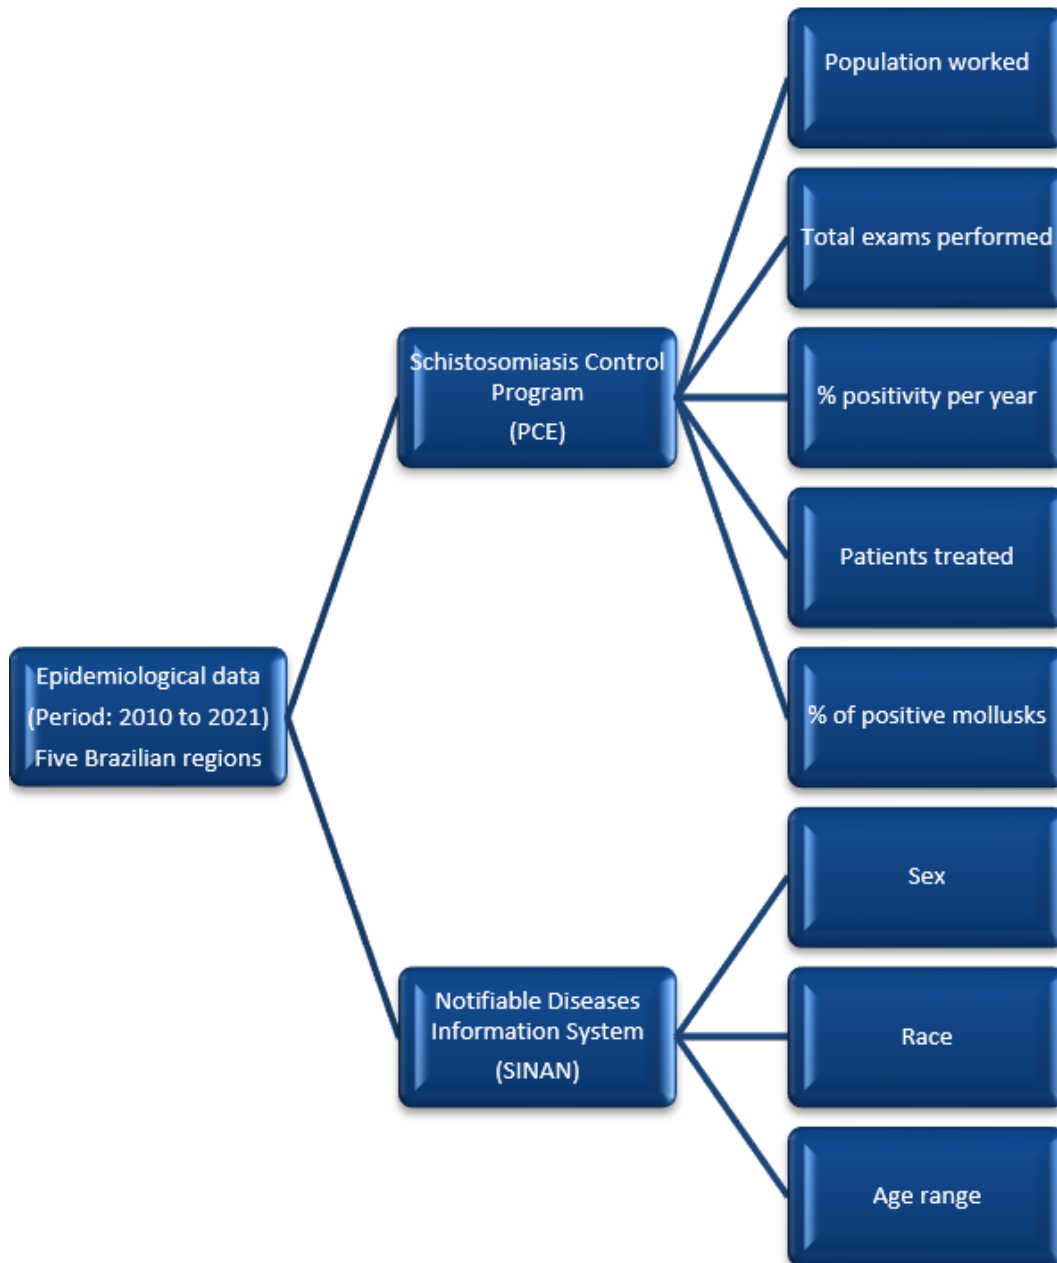 Population worked
Total exams performed
Schistosomiasis Control
Program
(PCE)
% positivity per year
Patients treated
Epidemiological data
(Period: 2010 to 2021)
Five Brazilian regions
% of positive mollusks
Sex
Notifiable Diseases
Information System
(SINAN)
Race
Age range